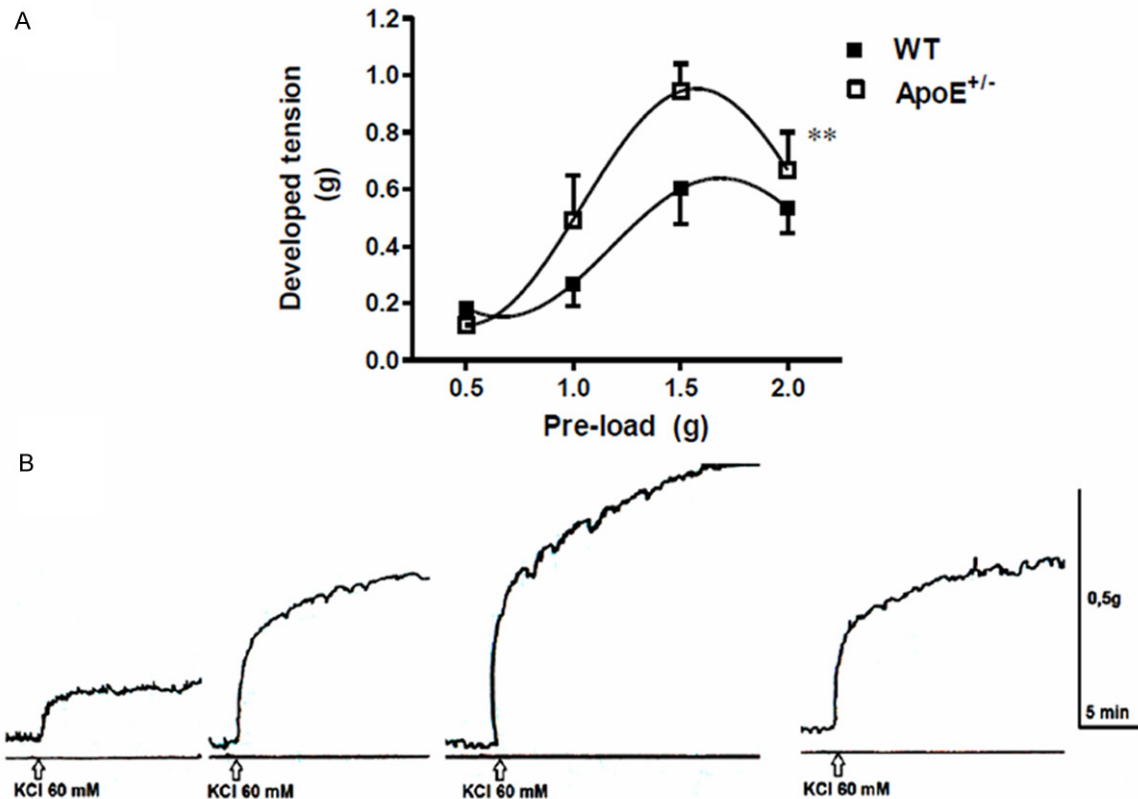 A
1.2
1.0
0.8
0.6
0.4
0.2
0.0
Developed tension
(g)
0.5 1.0 1.5 2.0
Pre-load (g)
**
WT
ApoE+/-
B
KCl 60 mM KCl 60 mM KCl 60 mM KCl 60 mM
0,5g
5 min